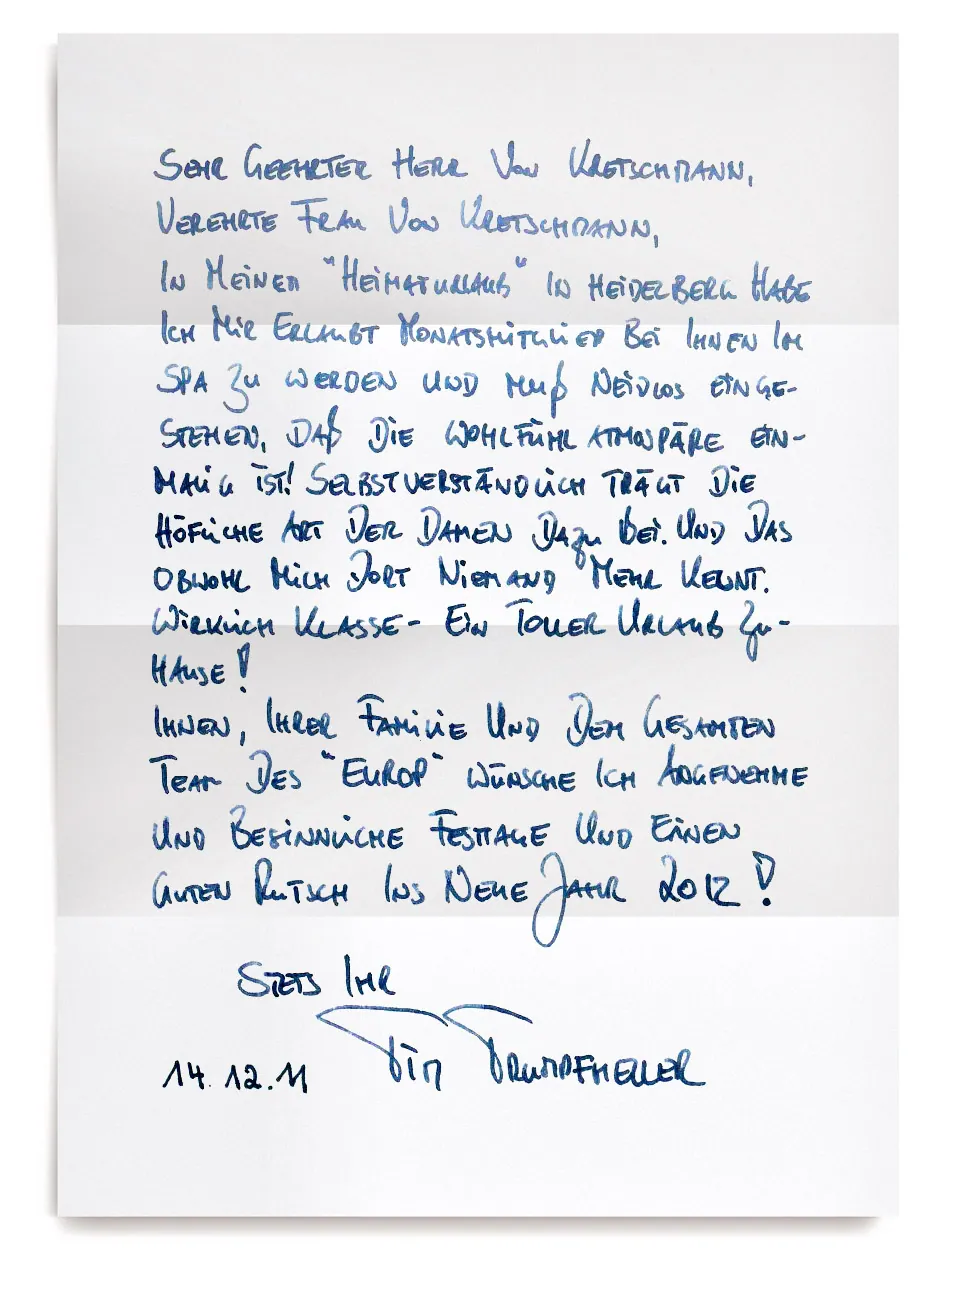 Sehr Geehrter Herr Von Kretschmann,
Verehrte Frau Von Kretschmann,
In Meinem "Heimaturlaub" In Heidelberg Habe
Ich Mir Erlaubt Monatsmitglied Bei Ihnen Im
Spa Zu Werden Und Muß Neidlos Einge-
stehen, Daß Die Wohlfühlatmospäre Ein-
malig Ist! Selbstverständlich Trägt Die
Höfliche Art Der Damen Dazu Bei. Und Das
Obwohl Mich Dort Niemand Mehr Kennt.
Wirklich Klasse - Ein Toller Urlaub Zu-
hause!
Ihnen, Ihrer Familie Und Dem Gesamten
Team Des "Europ" Wünsche Ich Angenehme
Und Besinnliche Festtage Und Einen
Guten Rutsch Ins Neue Jahr 2012!
Stets Ihr
Tim Trumpfheller
14.12.11